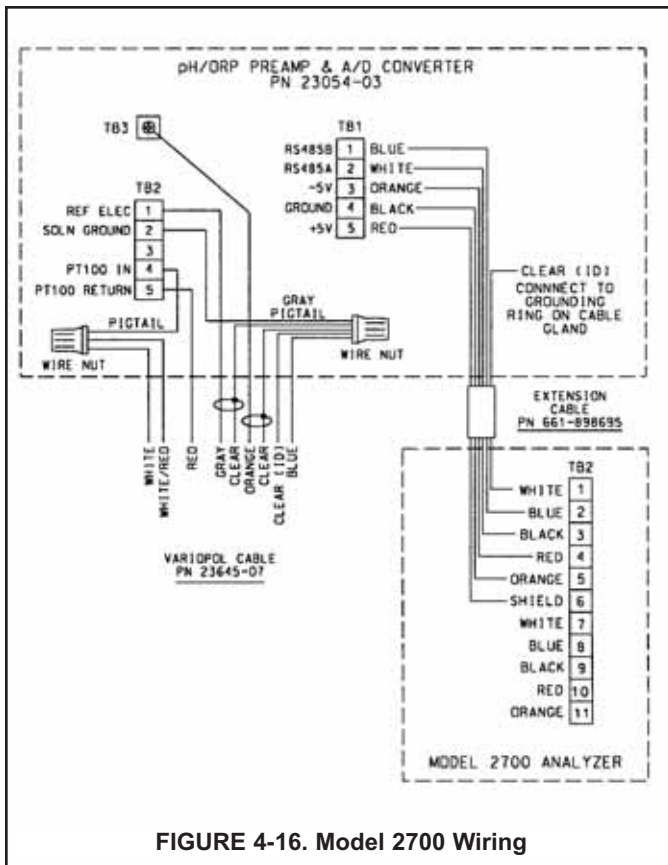 pH/ORP PREAMP & A/D CONVERTER
PN 23054-03
TB3
TB1
RS485B 1 BLUE
RS485A 2 WHITE
-5V 3 ORANGE
GROUND 4 BLACK
+5V 5 RED
TB2
REF ELEC 1
SOLN GROUND 2
3
PT100 IN 4
PT100 RETURN 5
PIGTAIL
WIRE NUT
GRAY
PIGTAIL
WIRE NUT
CLEAR (ID)
CONNNECT TO
GROUNDING
RING ON CABLE
GLAND
EXTENSION
CABLE
PN 661-898695
WHITE
WHITE/RED
RED
GRAY
CLEAR
ORANGE
CLEAR
CLEAR (ID)
BLUE
VARIOPOL CABLE
PN 23645-07
TB2
WHITE 1
BLUE 2
BLACK 3
RED 4
ORANGE 5
SHIELD 6
WHITE 7
BLUE 8
BLACK 9
RED 10
ORANGE 11
MODEL 2700 ANALYZER
FIGURE 4-16. Model 2700 Wiring